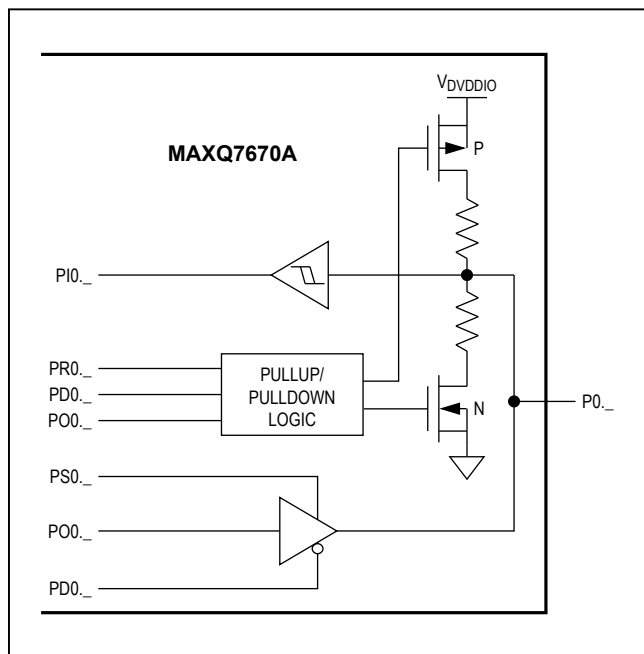 VDVDDIO
MAXQ7670A
P
PI0._
PR0._
PD0._
PO0._
PULLUP/
PULLDOWN
LOGIC
N
P0._
PS0._
PO0._
PD0._